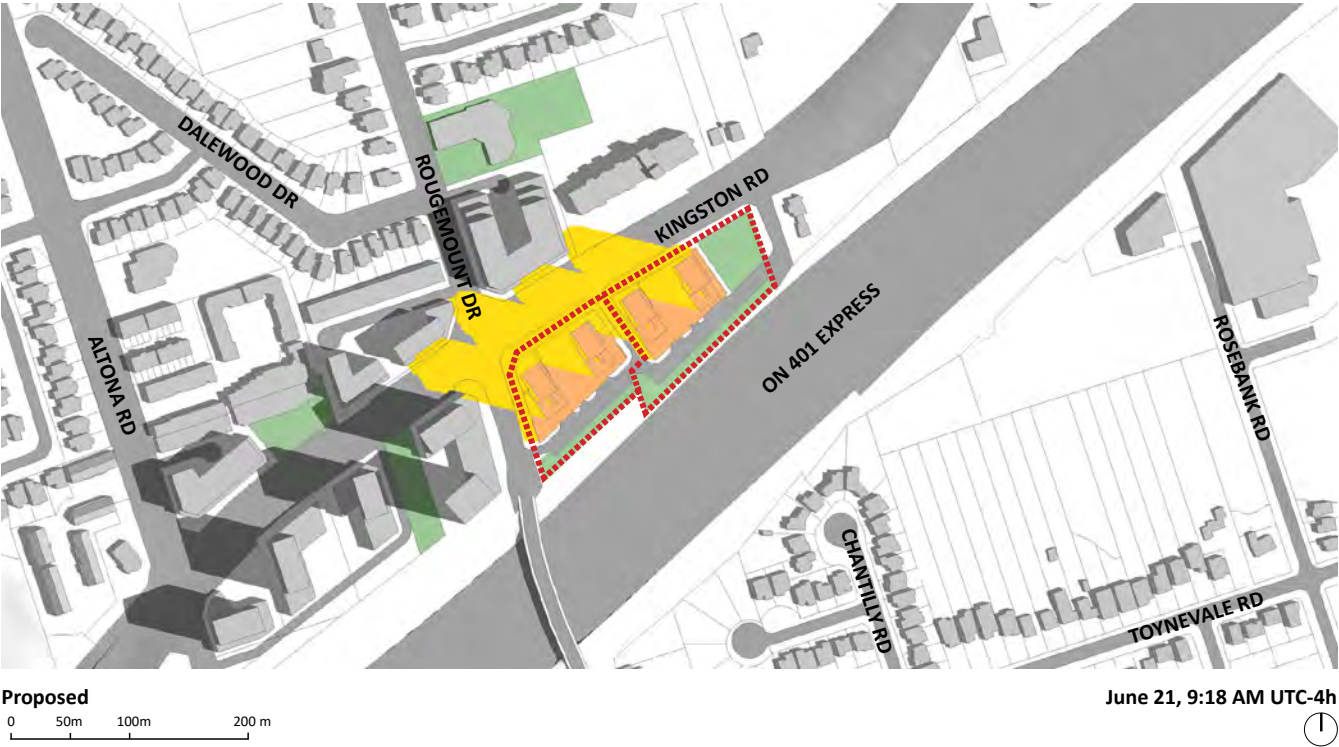 DALEWOOD DR
ROUGEMOUNT DR
KINGSTON RD
ALTONA RD
ON 401 EXPRESS
ROSEBANK RD
CHANTILLY RD
TOYNEVALE RD
Proposed
June 21, 9:18 AM UTC-4h
0 50m 100m 200 m